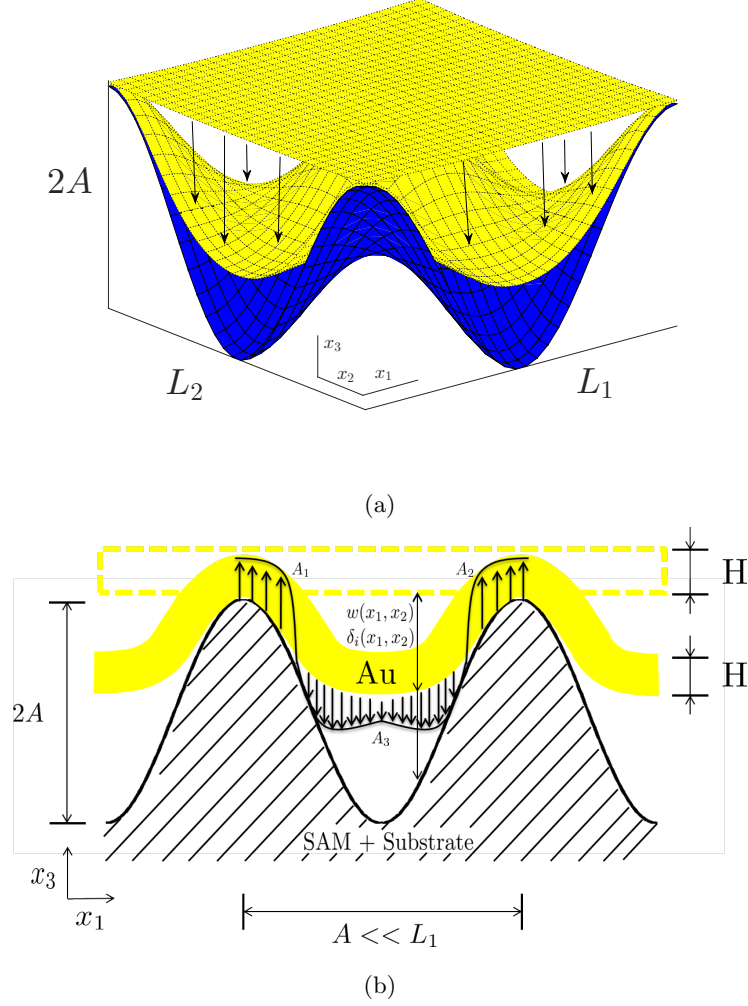 2A
x₃
x₂ x₁
L₂
L₁
(a)
A₁
A₂
H
w(x₁, x₂)
δᵢ(x₁, x₂)
Au
H
2A
A₃
SAM + Substrate
x₃
x₁
A << L₁
(b)